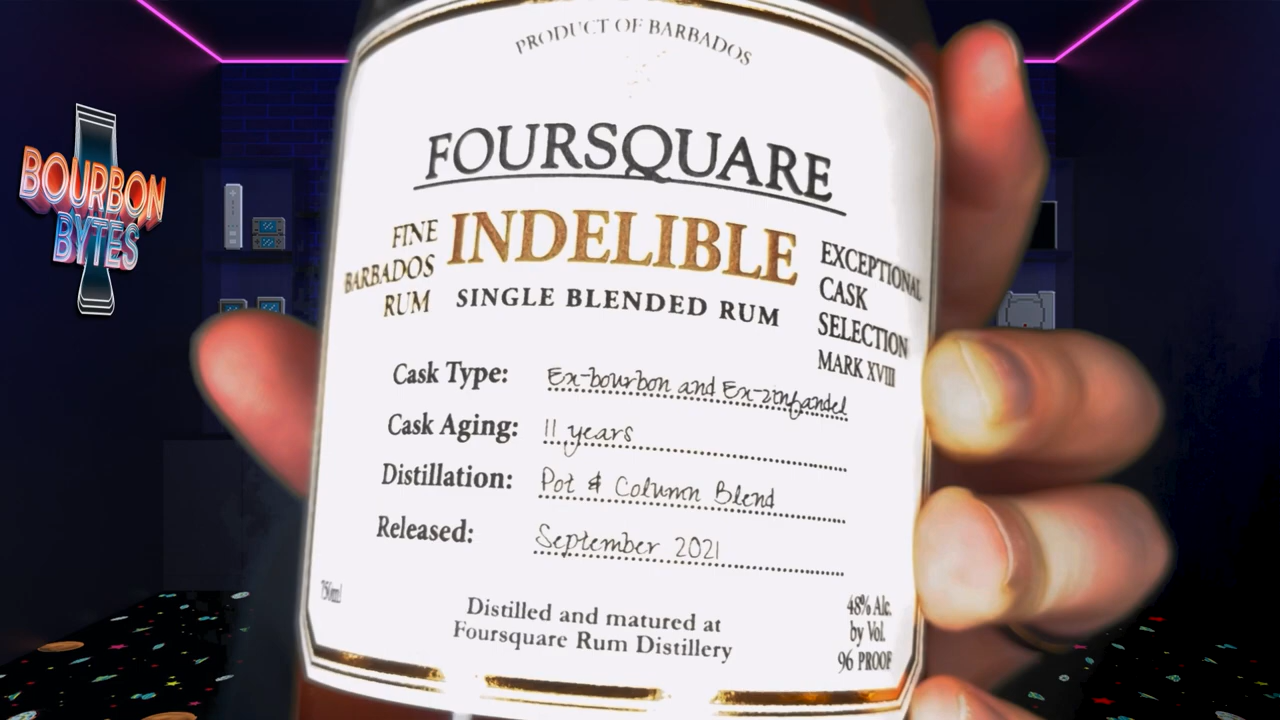 BOURBON
BYTES
PRODUCT OF BARBADOS
FOURSQUARE
FINE
BARBADOS
RUM
INDELIBLE
SINGLE BLENDED RUM
EXCEPTIONAL
CASK
SELECTION
MARK XVIII
Cask Type: Ex-bourbon and Ex-zinfandel
Cask Aging: 11 years
Distillation: Pot & Column Blend
Released: September 2021
750ml
Distilled and matured at
Foursquare Rum Distillery
48% Alc.
by Vol.
96 PROOF